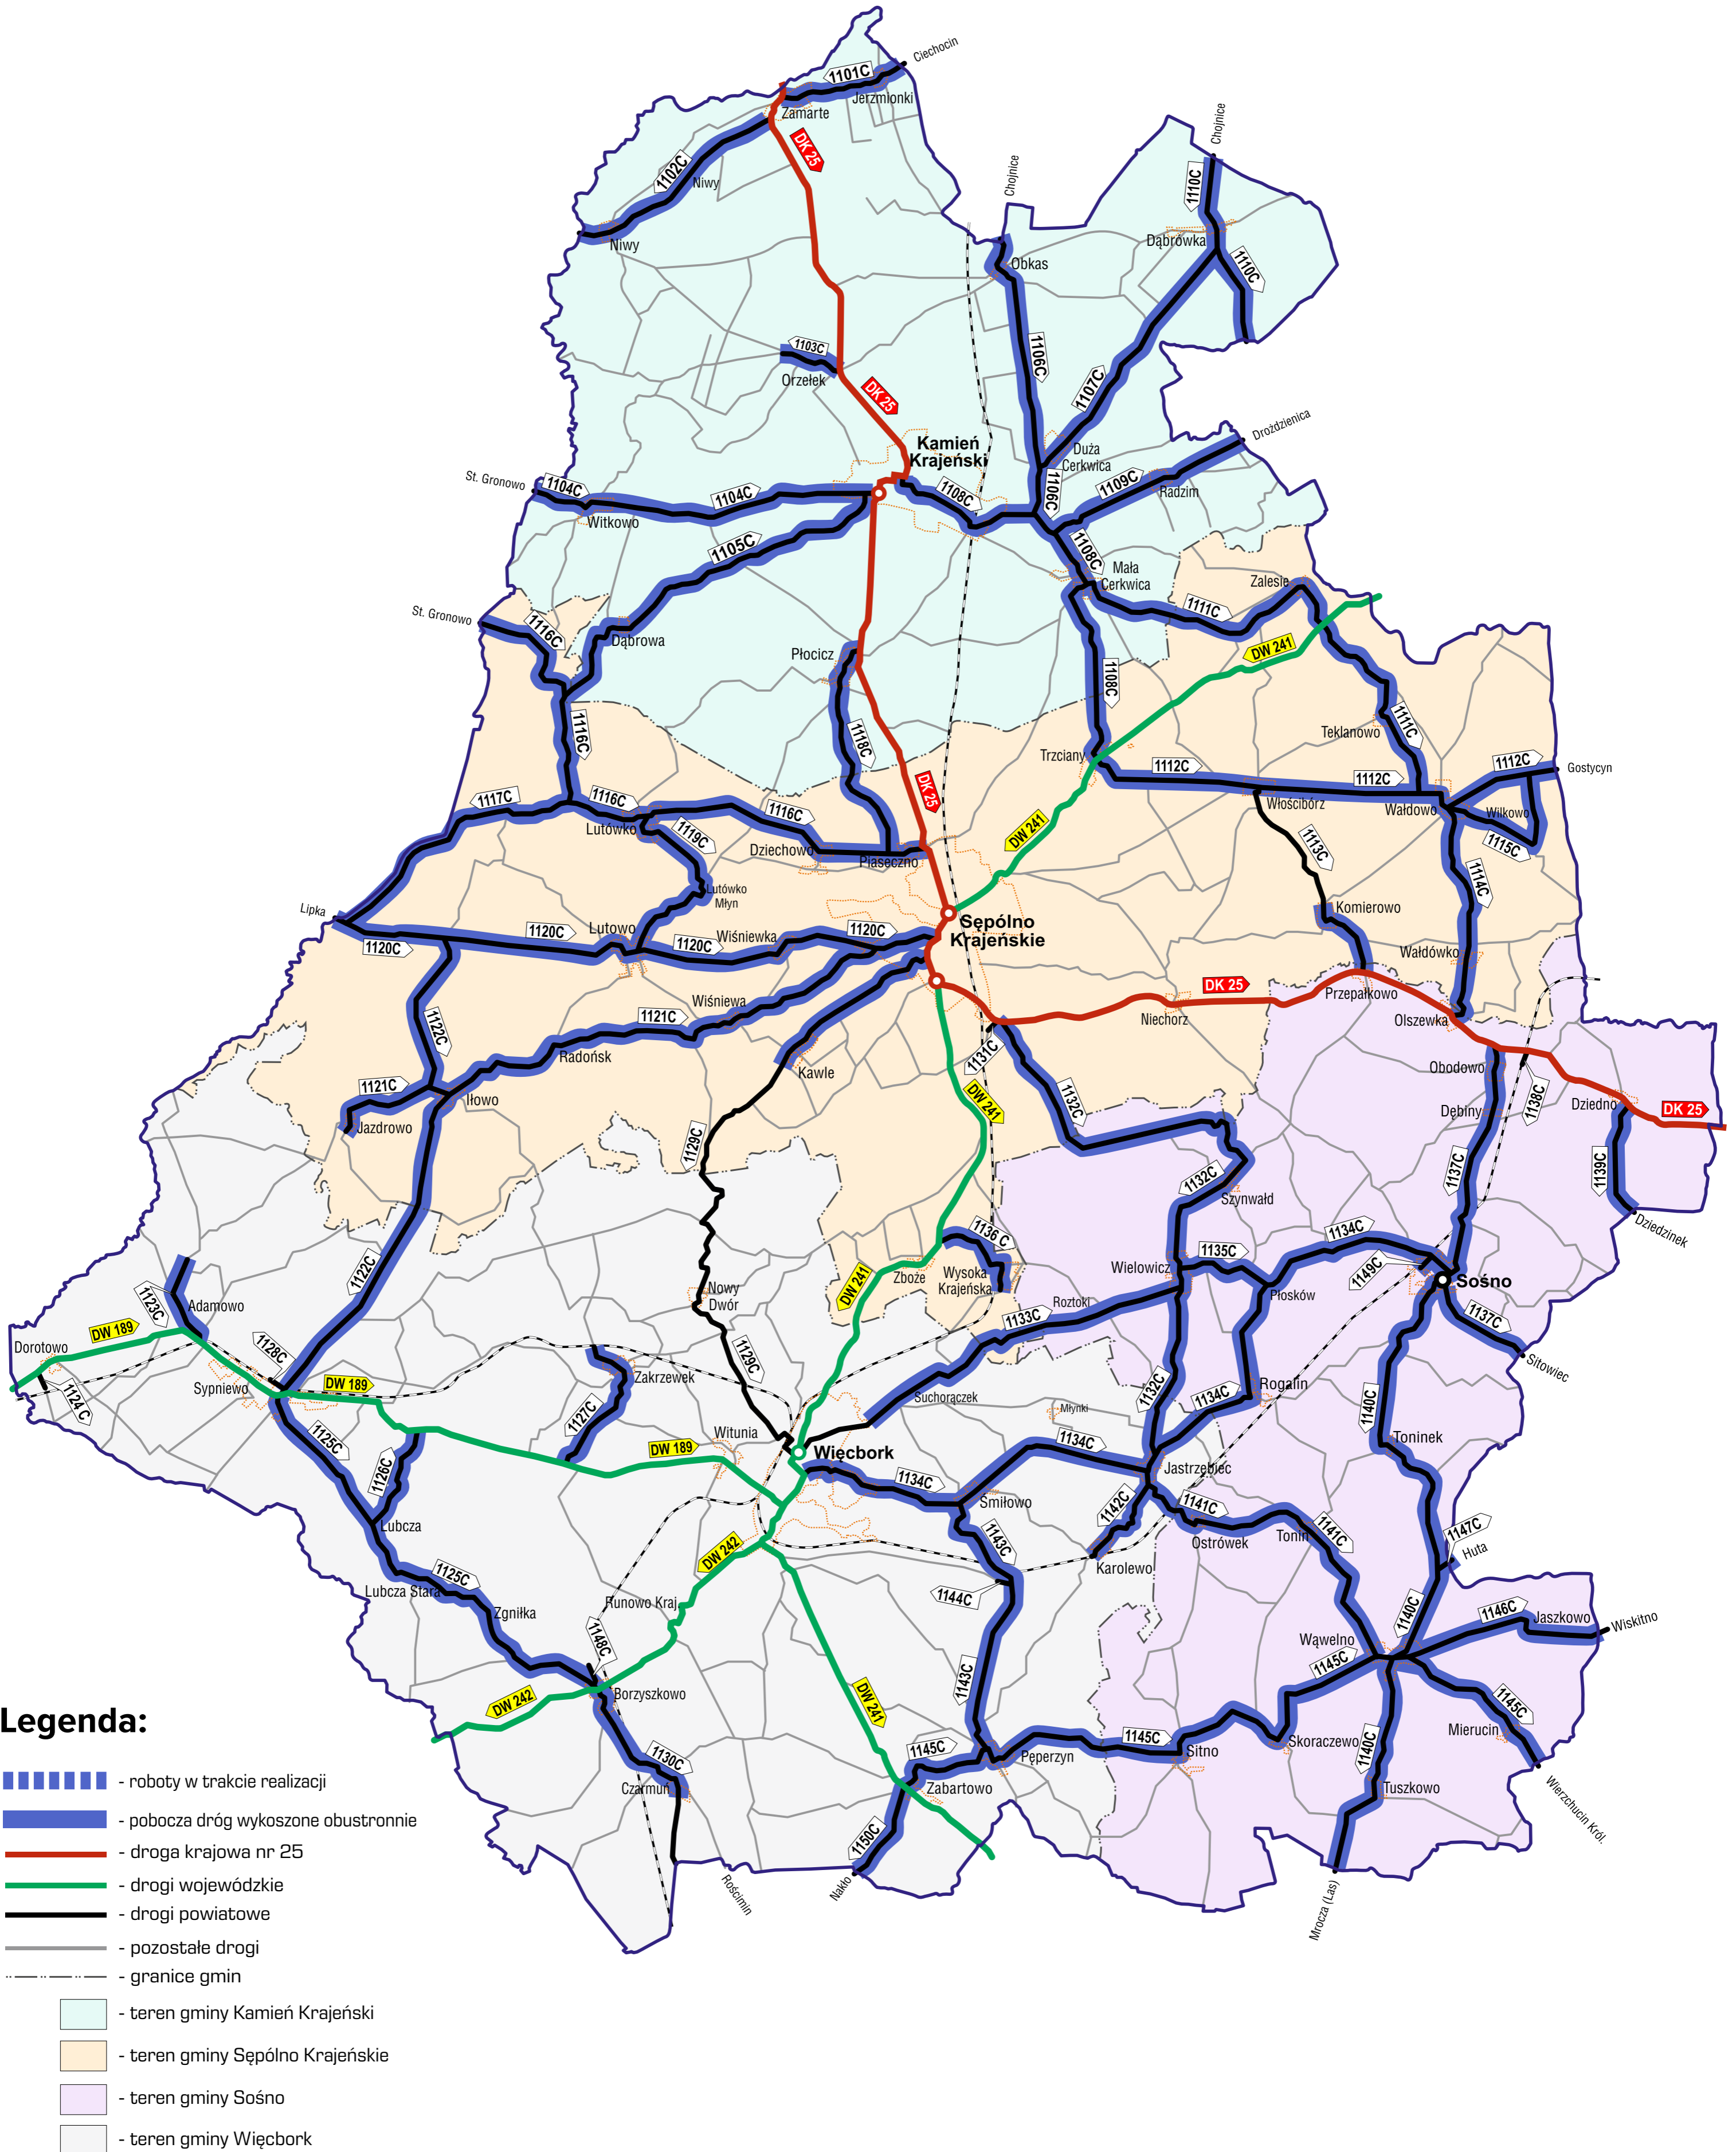 Ciechocin
1101C
Jerzmionki
Zamarte
DK 25
1102C
Niwy
Niwy
Chojnice
Chojnice
1110C
Dąbrówka
1110C
Obkas
1103C
Orzełek
1106C
1107C
DK 25
Kamień
Krajeński
Duża
Cerkwica
Drożdzienica
St. Gronowo
1104C
1104C
Witkowo
1108C
1106C
1109C
Radzim
1105C
1108C
Mała
Cerkwica
Zalesie
1111C
St. Gronowo
1116C
Dąbrowa
Płocicz
DW 241
1108C
1116C
1118C
Trzciany
Teklanowo
1111C
DK 25
1112C
1112C
1112C
Gostycyn
Włościbórz
Wałdowo
Wilkowo
1115C
1117C
1116C
Lutówko
1119C
1116C
Dziechowo
Piaseczno
DW 241
1113C
1114C
Lutówko
Młyn
Lipka
1120C
1120C
Lutowo
1120C
Wiśniewka
1120C
Sępólno
Krajeńskie
Komierowo
Wałdówko
DK 25
Przepałkowo
Niechorz
Olszewka
Wiśniewa
1121C
1122C
Radońsk
Kawle
1131C
1132C
Obodowo
1138C
Dziedno
DK 25
1121C
Iłowo
Jazdrowo
DW 241
Dębiny
1129C
1137C
1139C
1132C
Szynwałd
Dziedzinek
1136 C
1134C
1135C
Wielowicz
1149C
Sośno
1122C
Zboże
Wysoka
Krajeńska
DW 241
Płosków
1123C
Adamowo
Nowy
Dwór
Roztoki
1133C
1137C
Sitowiec
Dorotowo
DW 189
1128C
1129C
1124 C
Sypniewo
DW 189
Zakrzewek
Suchorączek
1132C
1134C
Rogalin
1140C
1127C
Młynki
Toninek
1125C
Witunia
DW 189
Więcbork
1134C
1126C
1134C
Jastrzębiec
Śmiłowo
1142C
1141C
Ostrówek
Tonin
1141C
1147C
Huta
Lubcza
1143C
Karolewo
DW 242
Lubcza Stara
1125C
Zgniłka
Runowo Kraj.
1144C
1140C
1146C
Jaszkowo
Wiskitno
1148C
Wąwelno
1145C
1143C
1145C
Borzyszkowo
DW 242
DW 241
Mierucin
1130C
1145C
Pęperzyn
1145C
Sitno
Skoraczewo
1140C
Czarmuń
Zabartowo
Tuszkowo
Wierzchucin Król.
1150C
Rościmin
Nakło
Mrocza (Las)
Legenda:
- roboty w trakcie realizacji
- pobocza dróg wykoszone obustronnie
- droga krajowa nr 25
- drogi wojewódzkie
- drogi powiatowe
- pozostałe drogi
- granice gmin
- teren gminy Kamień Krajeński
- teren gminy Sępólno Krajeńskie
- teren gminy Sośno
- teren gminy Więcbork